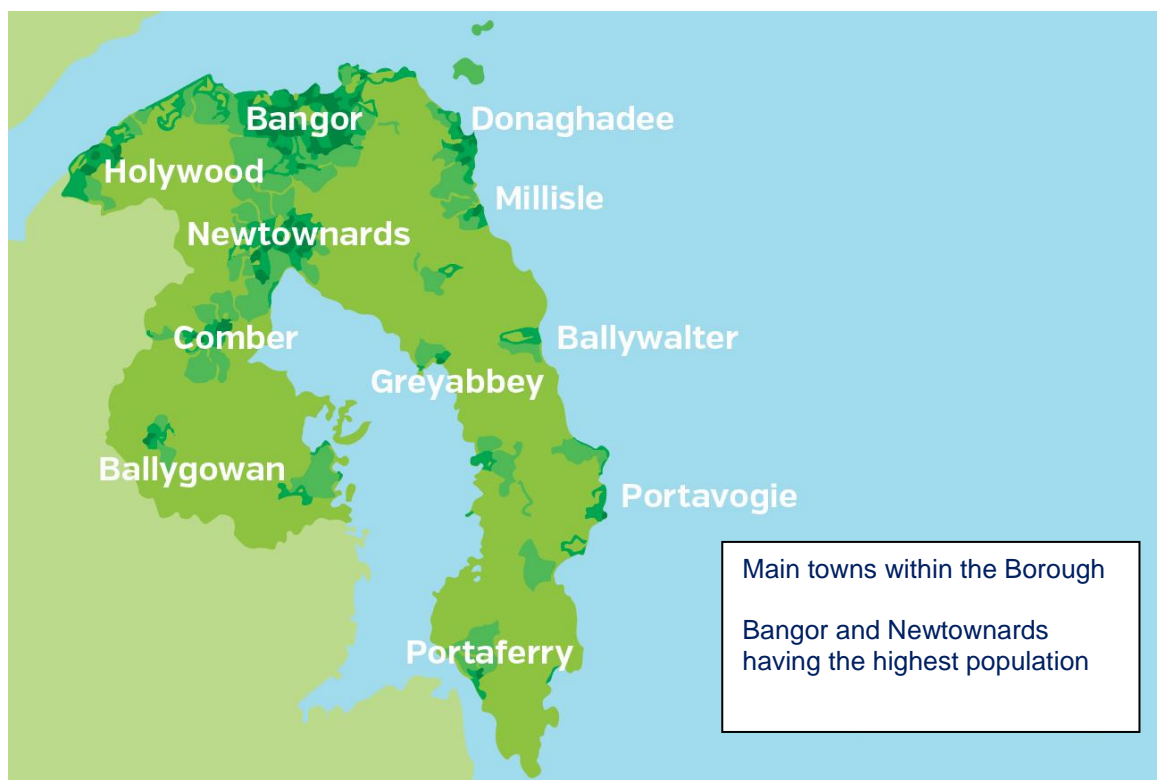 Bangor
Donaghadee
Holywood
Millisle
Newtownards
Comber
Ballywalter
Greyabbey
Ballygowan
Portavogie
Main towns within the Borough
Bangor and Newtownards
having the highest population
Portaferry